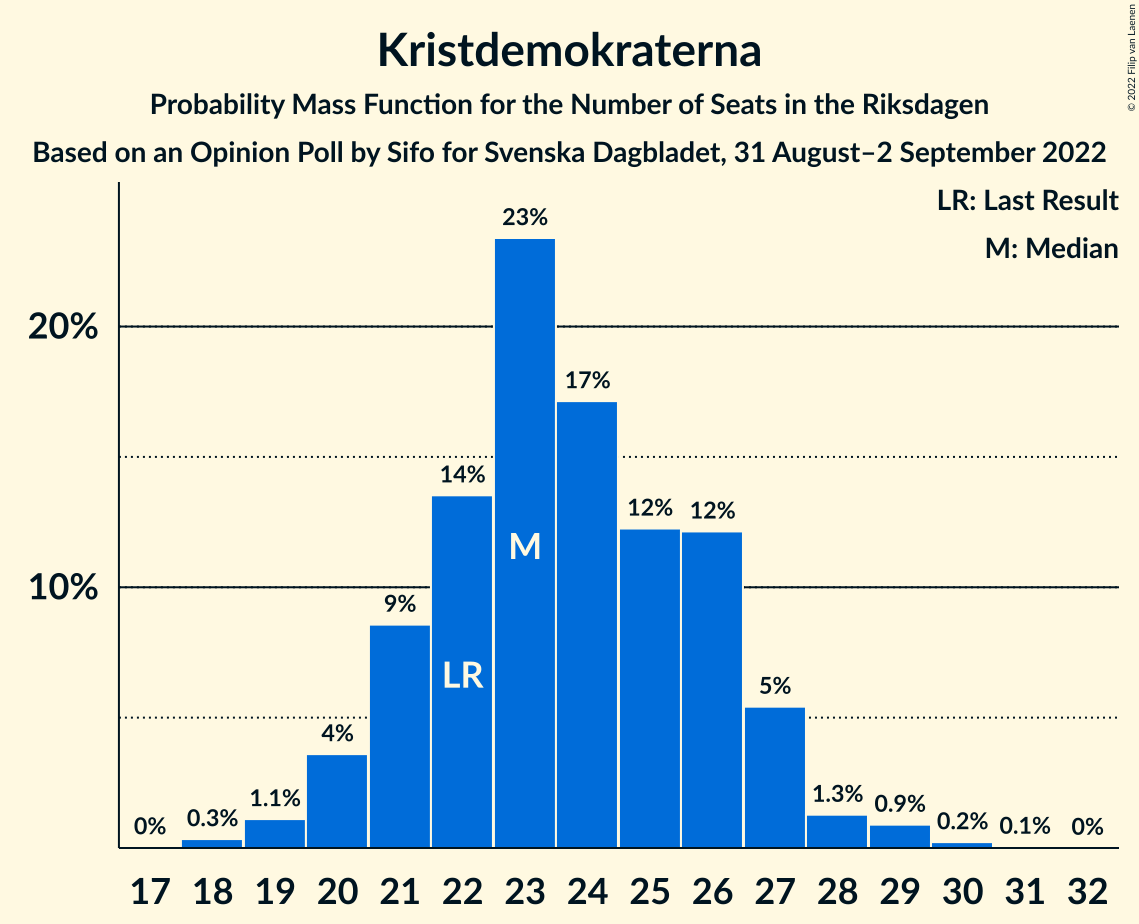 Kristdemokraterna
Probability Mass Function for the Number of Seats in the Riksdagen
Based on an Opinion Poll by Sifo for Svenska Dagbladet, 31 August–2 September 2022
© 2022 Filip van Laenen
LR: Last Result
M: Median
20%
10%
0%
0.3%
1.1%
4%
9%
14%
23%
17%
12%
12%
5%
1.3%
0.9%
0.2%
0.1%
0%
LR
M
17 18 19 20 21 22 23 24 25 26 27 28 29 30 31 32